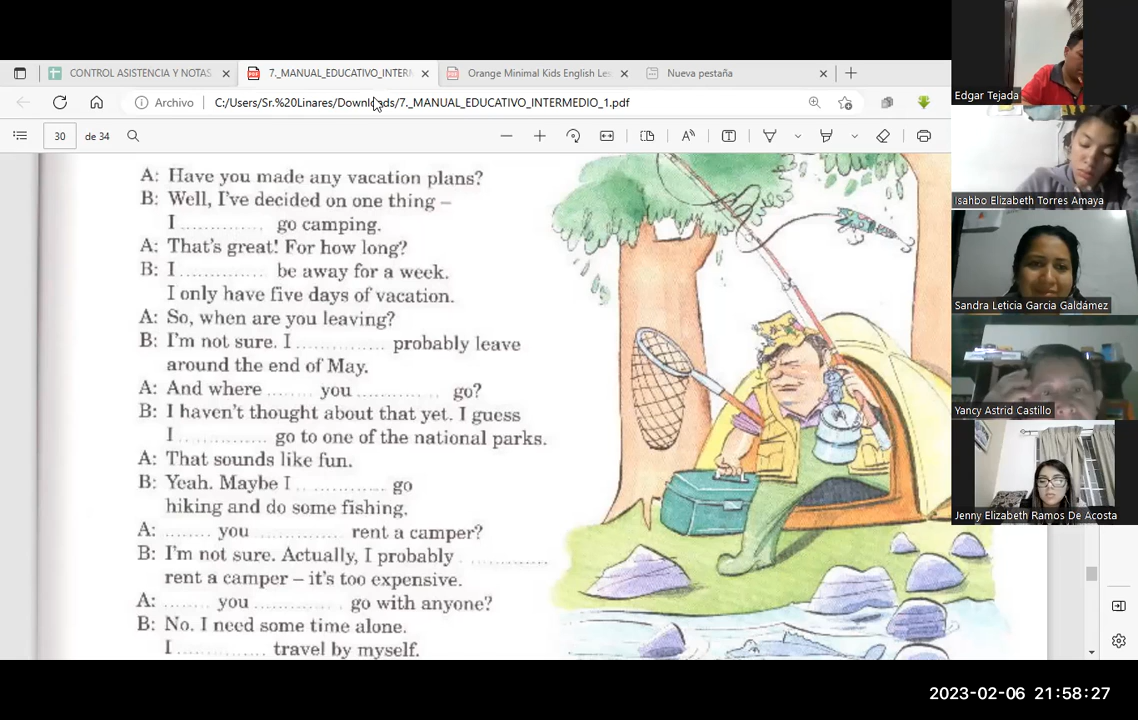 CONTROL ASISTENCIA Y NOTAS
7._MANUAL_EDUCATIVO_INTERM
Orange Minimal Kids English Les
Nueva pestaña
Archivo
C:/Users/Sr.%20Linares/Downloads/7._MANUAL_EDUCATIVO_INTERMEDIO_1.pdf
30 de 34
A: Have you made any vacation plans?
B: Well, I've decided on one thing –
I ............. go camping.
A: That's great! For how long?
B: I ............. be away for a week.
I only have five days of vacation.
A: So, when are you leaving?
B: I'm not sure. I ............. probably leave
around the end of May.
A: And where ....... you ............. go?
B: I haven't thought about that yet. I guess
I ............. go to one of the national parks.
A: That sounds like fun.
B: Yeah. Maybe I ............. go
hiking and do some fishing.
A: ....... you ............. rent a camper?
B: I'm not sure. Actually, I probably .............
rent a camper – it's too expensive.
A: ....... you ............. go with anyone?
B: No. I need some time alone.
I ............. travel by myself.
Edgar Tejada
Isahbo Elizabeth Torres Amaya
Sandra Leticia Garcia Galdámez
Yancy Astrid Castillo
Jenny Elizabeth Ramos De Acosta
2023-02-06 21:58:27